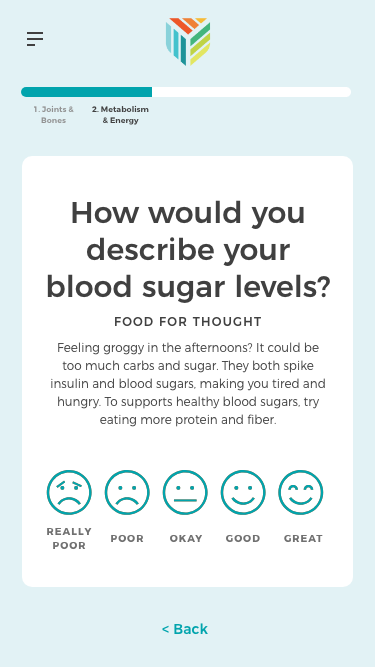 1. Joints &
Bones
2. Metabolism
& Energy
How would you
describe your
blood sugar levels?
FOOD FOR THOUGHT
Feeling groggy in the afternoons? It could be
too much carbs and sugar. They both spike
insulin and blood sugars, making you tired and
hungry. To supports healthy blood sugars, try
eating more protein and fiber.
REALLY
POOR
POOR
OKAY
GOOD
GREAT
< Back